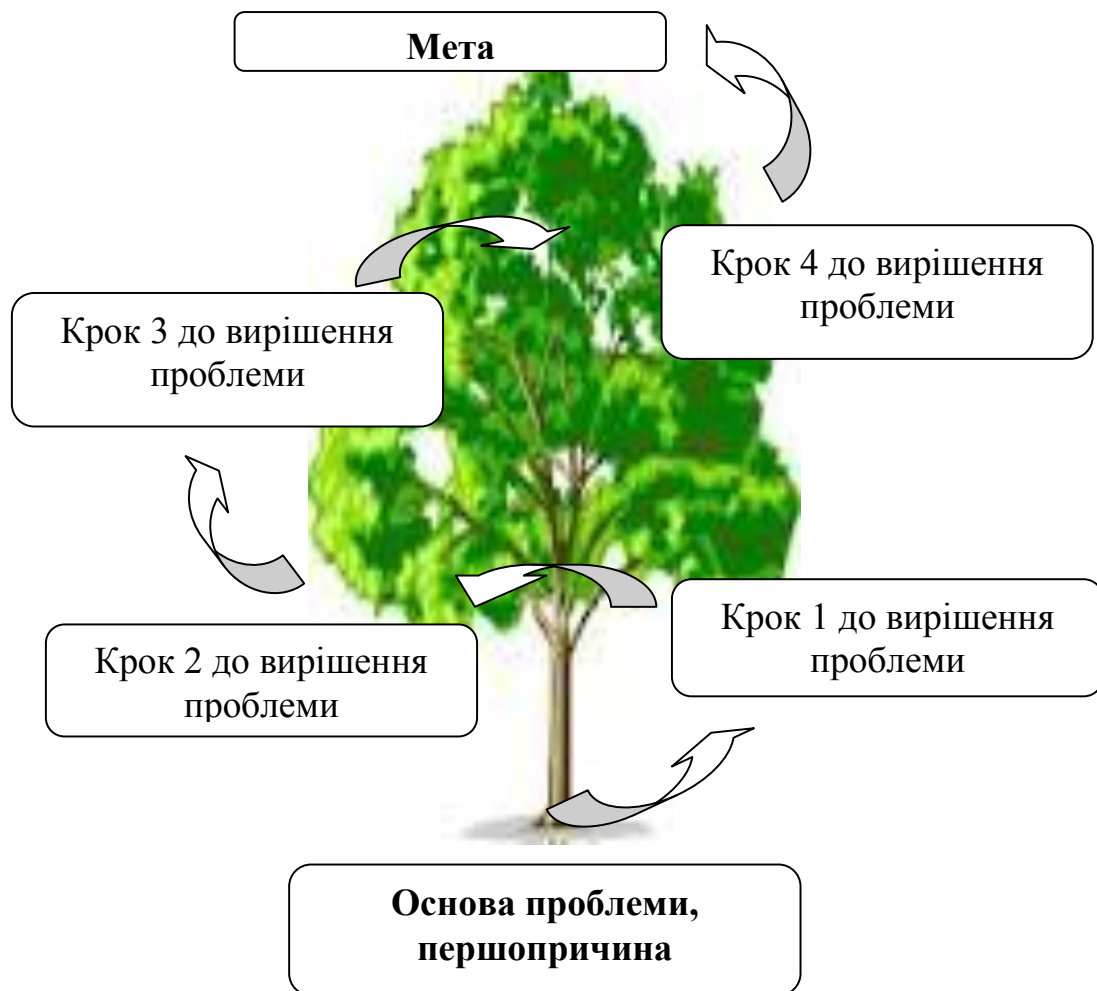 Мета
Крок 4 до вирішення
проблеми
Крок 3 до вирішення
проблеми
Крок 1 до вирішення
проблеми
Крок 2 до вирішення
проблеми
Основа проблеми,
першопричина